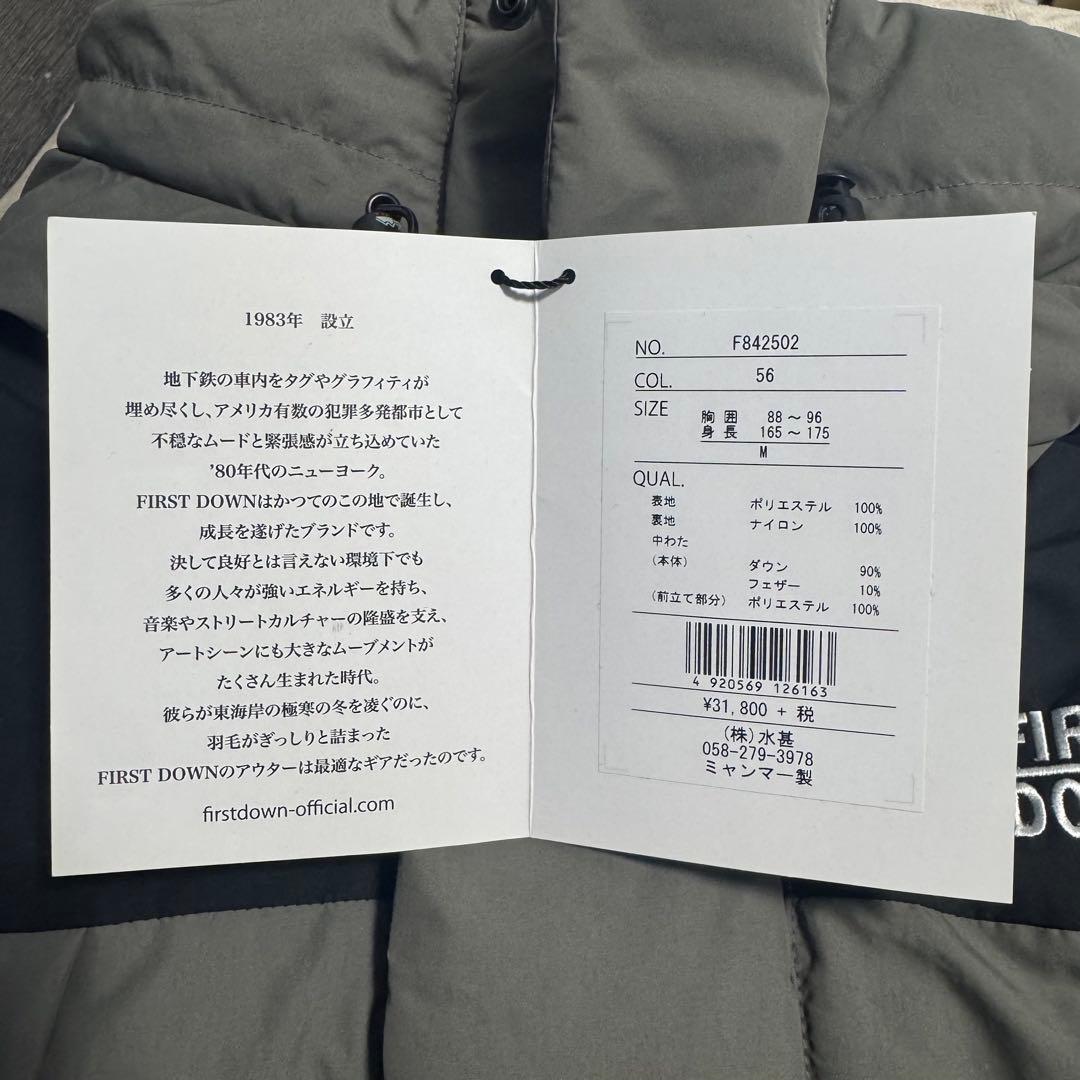 1983年 設立
地下鉄の車内をタグやグラフィティが
埋め尽くし、アメリカ有数の犯罪多発都市として
不穏なムードと緊張感が立ち込めていた
'80年代のニューヨーク。
FIRST DOWNはかつてのこの地で誕生し、
成長を遂げたブランドです。
決して良好とは言えない環境下でも
多くの人々が強いエネルギーを持ち、
音楽やストリートカルチャーの隆盛を支え、
アートシーンにも大きなムーブメントが
たくさん生まれた時代。
彼らが東海岸の極寒の冬を凌ぐのに、
羽毛がぎっしりと詰まった
FIRST DOWNのアウターは最適なギアだったのです。
firstdown-official.com
NO. F842502
COL. 56
SIZE
胸囲 88～96
身長 165～175
M
QUAL.
表地 ポリエステル 100%
裏地 ナイロン 100%
中わた
(本体) ダウン 90%
フェザー 10%
(前立て部分) ポリエステル 100%
4 920569 126163
¥31,800 + 税
(株)水甚
058-279-3978
ミャンマー製
FIR
DO